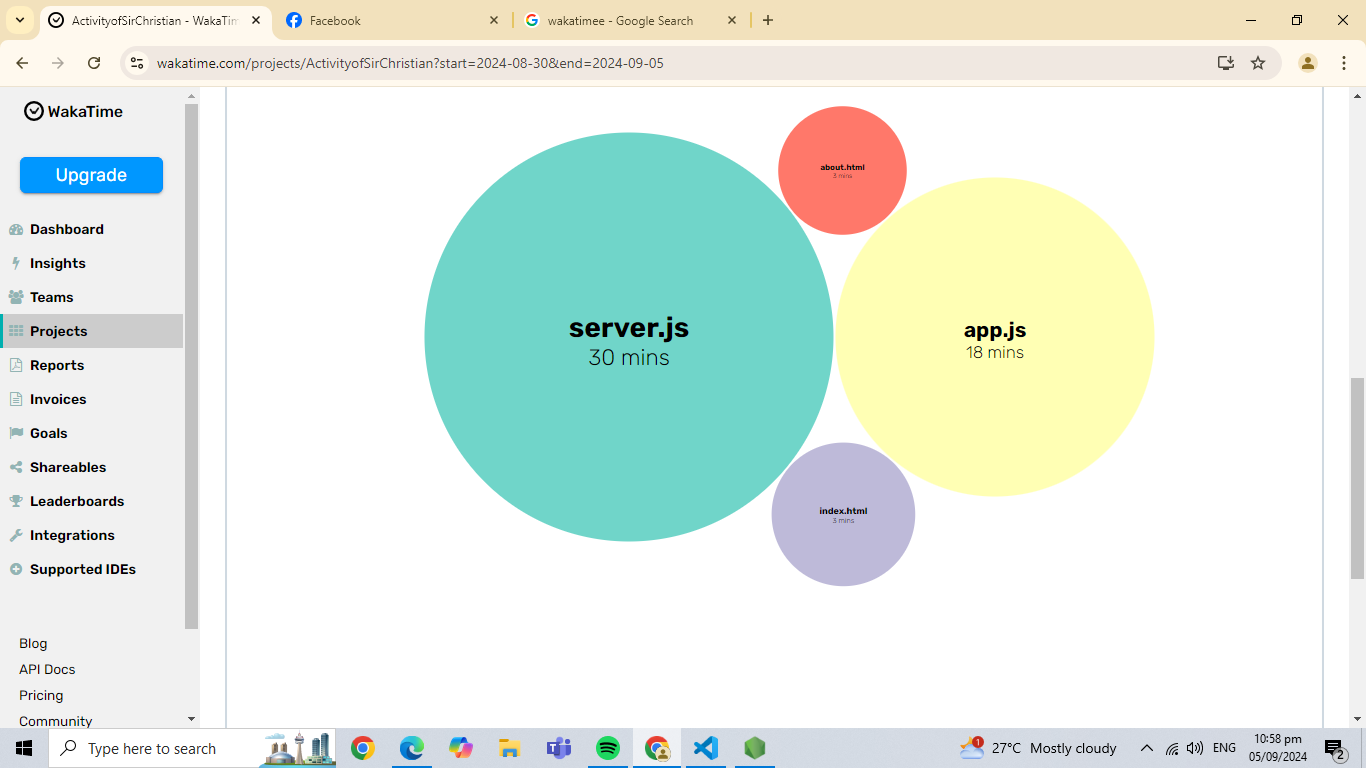 ActivityofSirChristian - WakaTim
Facebook
wakatimee - Google Search
wakatime.com/projects/ActivityofSirChristian?start=2024-08-30&end=2024-09-05
WakaTime
Upgrade
Dashboard
Insights
Teams
Projects
Reports
Invoices
Goals
Shareables
Leaderboards
Integrations
Supported IDEs
Blog
API Docs
Pricing
Community
about.html
3 mins
server.js
30 mins
app.js
18 mins
index.html
3 mins
Type here to search
1
27°C Mostly cloudy
ENG
10:58 pm
05/09/2024
2